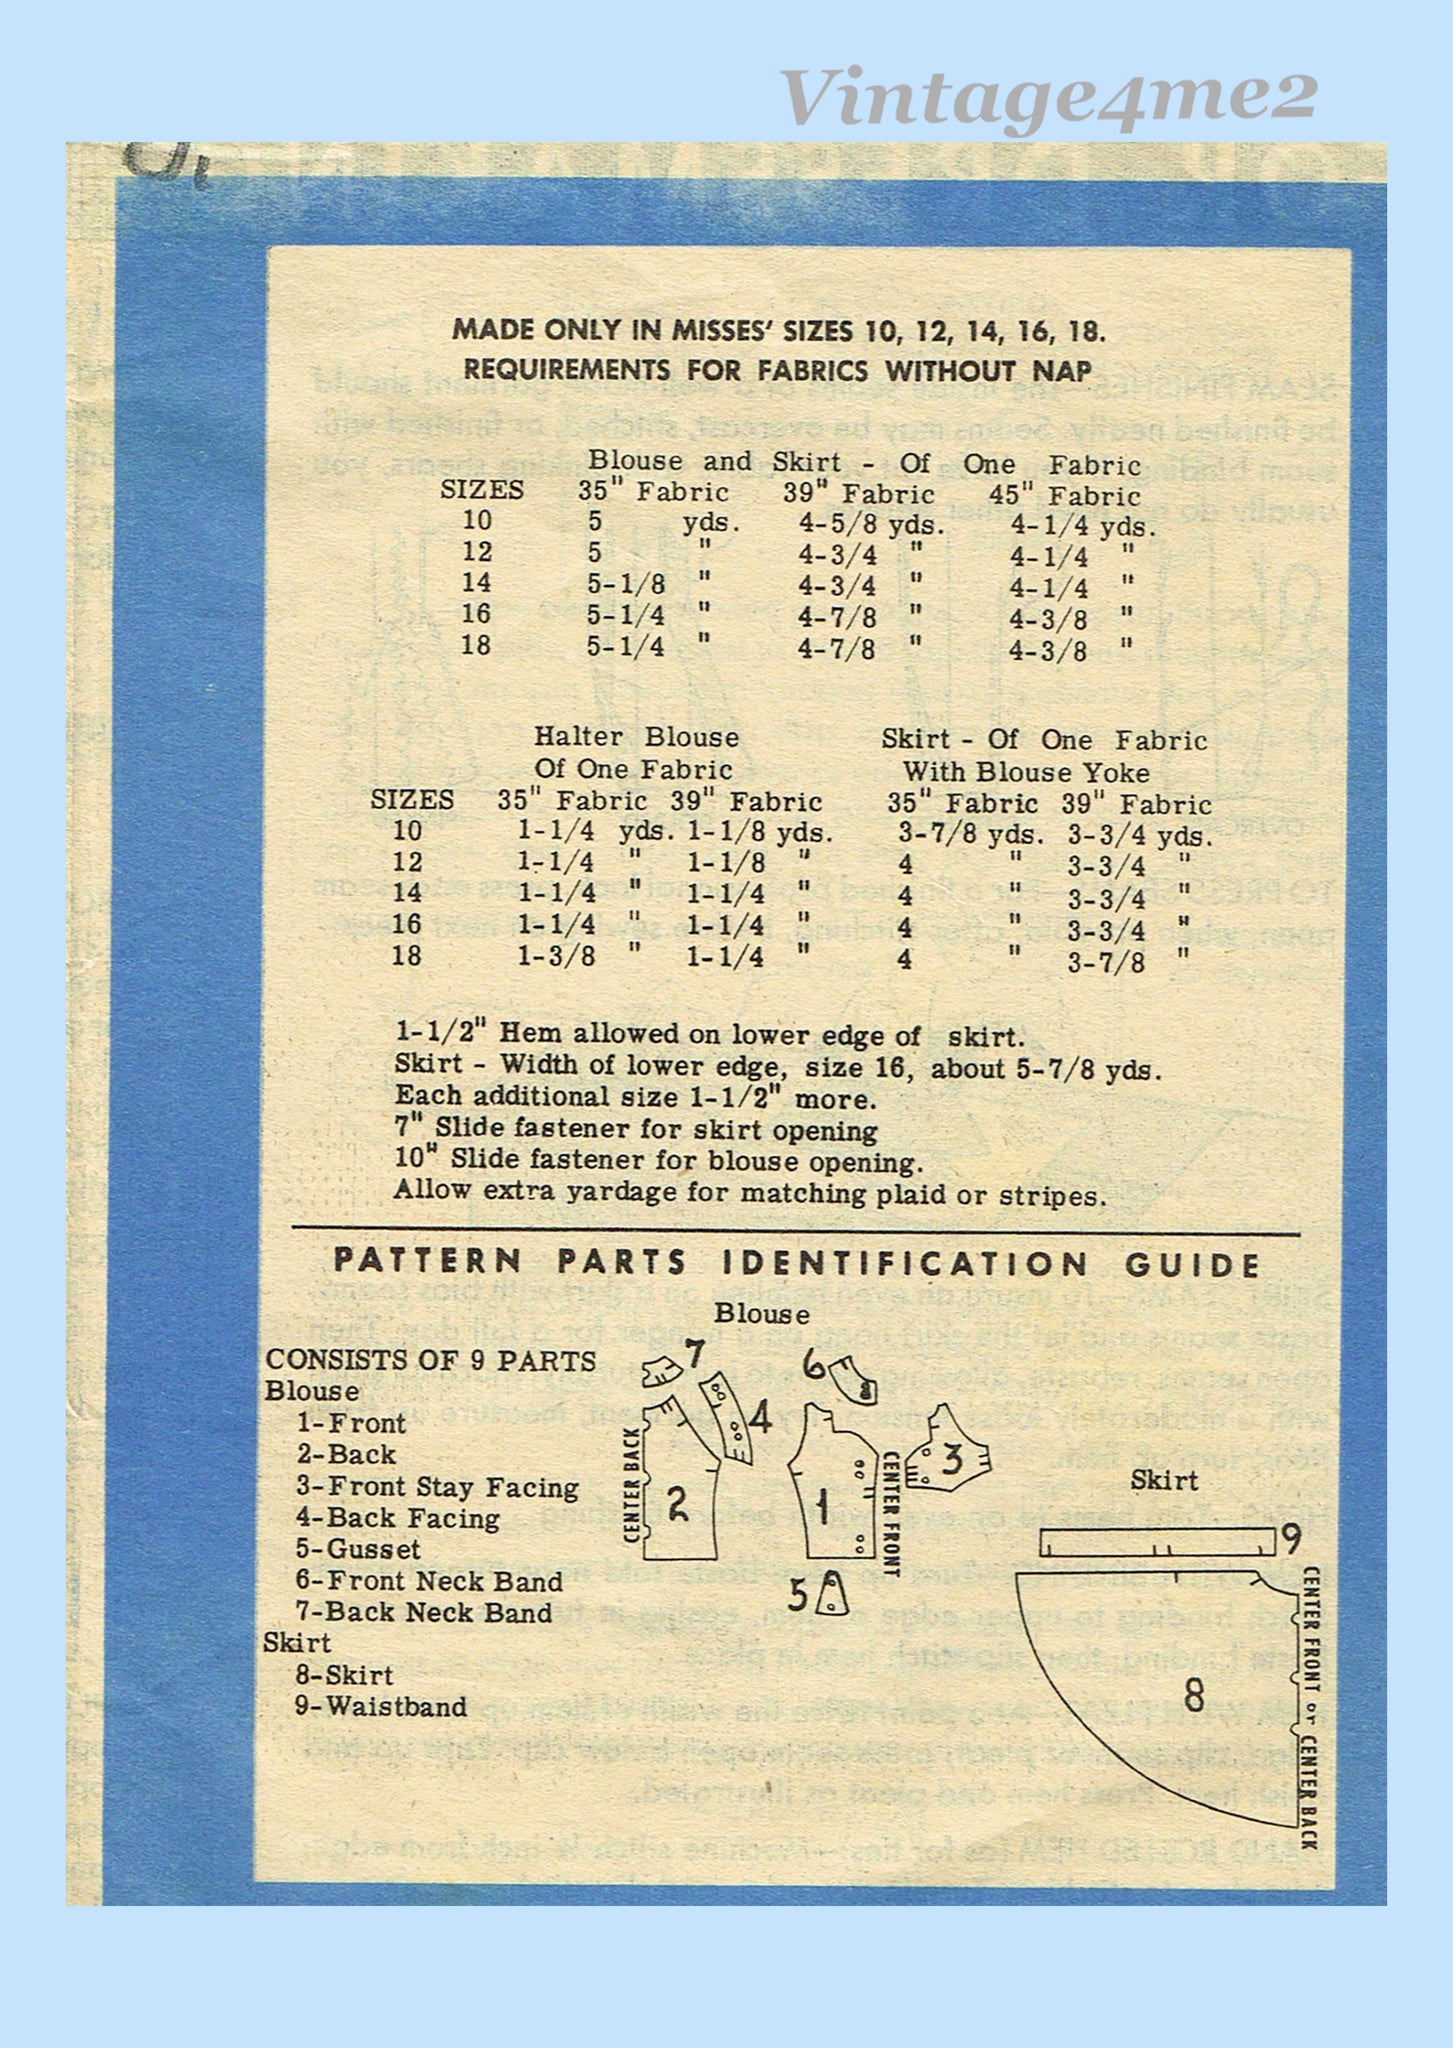 Vintage4me2
MADE ONLY IN MISSES' SIZES 10, 12, 14, 16, 18.
REQUIREMENTS FOR FABRICS WITHOUT NAP
Blouse and Skirt - Of One Fabric
SIZES 35" Fabric 39" Fabric 45" Fabric
10 5 yds. 4-5/8 yds. 4-1/4 yds.
12 5 " 4-3/4 " 4-1/4 "
14 5-1/8 " 4-3/4 " 4-1/4 "
16 5-1/4 " 4-7/8 " 4-3/8 "
18 5-1/4 " 4-7/8 " 4-3/8 "
Halter Blouse Skirt - Of One Fabric
Of One Fabric With Blouse Yoke
SIZES 35" Fabric 39" Fabric 35" Fabric 39" Fabric
10 1-1/4 yds. 1-1/8 yds. 3-7/8 yds. 3-3/4 yds.
12 1-1/4 " 1-1/8 " 4 " 3-3/4 "
14 1-1/4 " 1-1/4 " 4 " 3-3/4 "
16 1-1/4 " 1-1/4 " 4 " 3-3/4 "
18 1-3/8 " 1-1/4 " 4 " 3-7/8 "
1-1/2" Hem allowed on lower edge of skirt.
Skirt - Width of lower edge, size 16, about 5-7/8 yds.
Each additional size 1-1/2" more.
7" Slide fastener for skirt opening
10" Slide fastener for blouse opening.
Allow extra yardage for matching plaid or stripes.
PATTERN PARTS IDENTIFICATION GUIDE
Blouse
CONSISTS OF 9 PARTS
Blouse
1-Front
2-Back
3-Front Stay Facing
4-Back Facing
5-Gusset
6-Front Neck Band
7-Back Neck Band
Skirt
8-Skirt
9-Waistband
7
4
CENTER BACK
2
6
1
CENTER FRONT
3
5
Skirt
9
8
CENTER FRONT or CENTER BACK